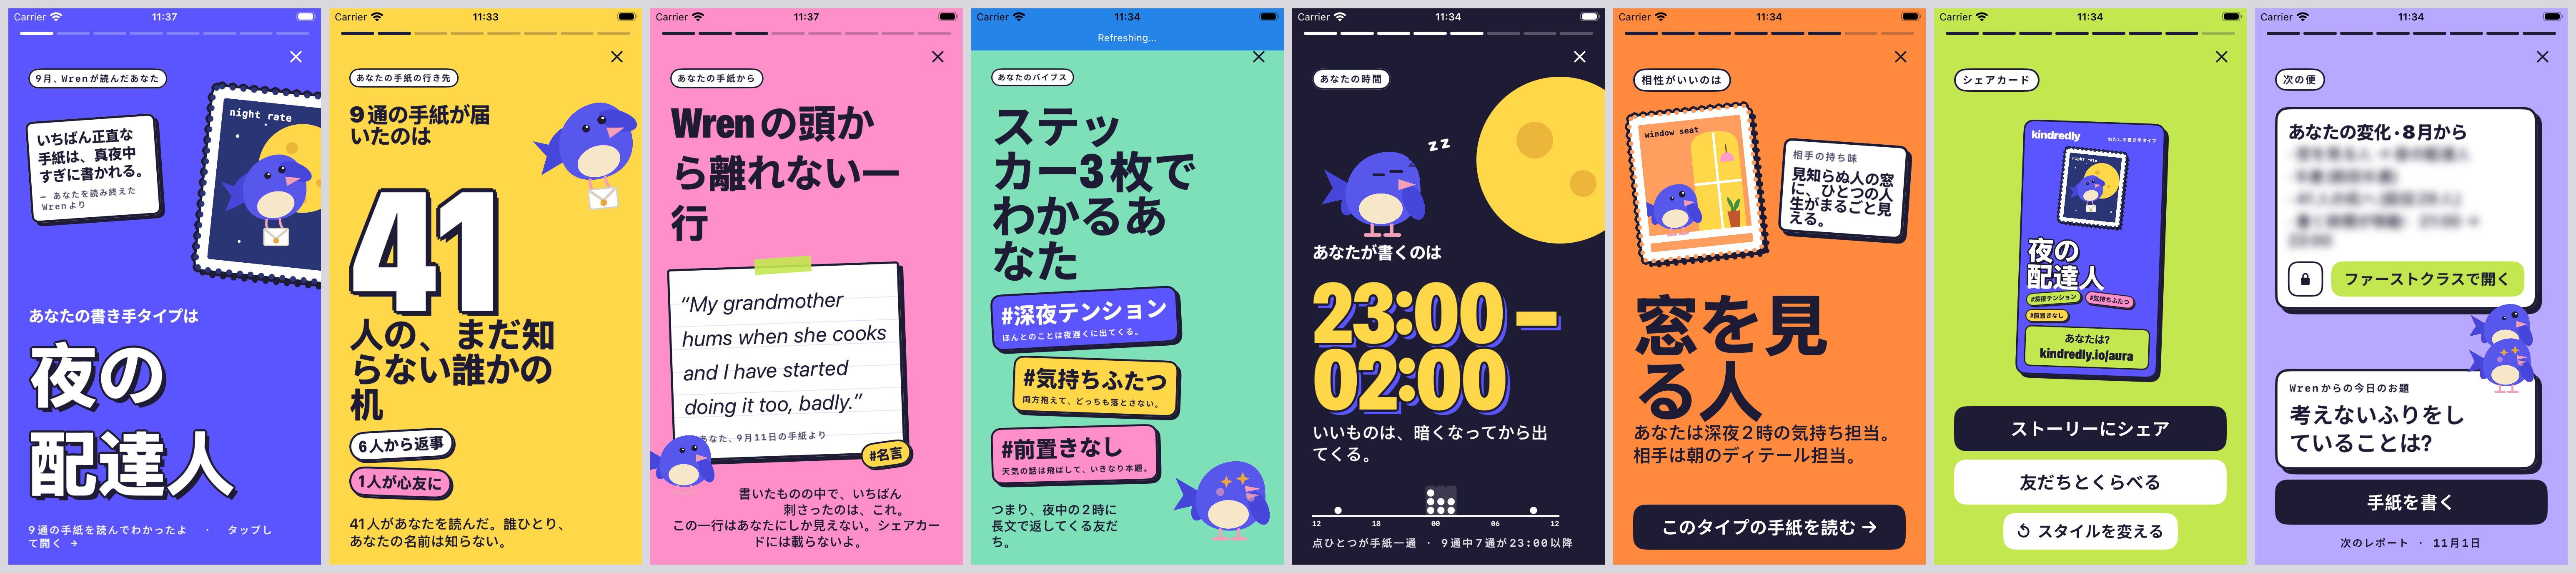 Carrier 11:37
9月、Wrenが読んだあなた
night rate
いちばん正直な
手紙は、真夜中
すぎに書かれる。
— あなたを読み終えた
Wrenより
あなたの書き手タイプは
夜の
配達人
9通の手紙を読んでわかったよ · タップし
て開く →
Carrier 11:33
あなたの手紙の行き先
9通の手紙が届
いたのは
41
人の、まだ知
らない誰かの
机
6人から返事
1人が心友に
41人があなたを読んだ。誰ひとり、
あなたの名前は知らない。
Carrier 11:37
あなたの手紙から
Wrenの頭か
ら離れない一
行
“My grandmother
hums when she cooks
and I have started
doing it too, badly.”
あなた、9月11日の手紙より
#名言
書いたものの中で、いちばん
刺さったのは、これ。
この一行はあなたにしか見えない。シェアカー
ドには載らないよ。
Carrier 11:34
Refreshing...
あなたのバイブス
ステッ
カー3枚で
わかるあ
なた
#深夜テンション
ほんとのことは夜遅くに出てくる。
#気持ちふたつ
両方抱えて、どっちも落とさない。
#前置きなし
天気の話は飛ばして、いきなり本題。
つまり、夜中の2時に
長文で返してくる友だ
ち。
Carrier 11:34
あなたの時間
z z
あなたが書くのは
23:00 –
02:00
いいものは、暗くなってから出
てくる。
12 18 00 06 12
点ひとつが手紙一通 · 9通中7通が23:00以降
Carrier 11:34
相性がいいのは
window seat
相手の持ち味
見知らぬ人の窓
に、ひとつの人
生がまるごと見
える。
窓を見
る人
あなたは深夜2時の気持ち担当。
相手は朝のディテール担当。
このタイプの手紙を読む →
Carrier 11:34
シェアカード
kindredly
わたしの書き手タイプ
night rate
夜の
配達人
#深夜テンション
#気持ちふたつ
#前置きなし
あなたは?
kindredly.io/aura
ストーリーにシェア
友だちとくらべる
スタイルを変える
Carrier 11:34
次の便
あなたの変化・8月から
ファーストクラスで開く
Wrenからの今日のお題
考えないふりをし
ていることは?
手紙を書く
次のレポート · 11月1日